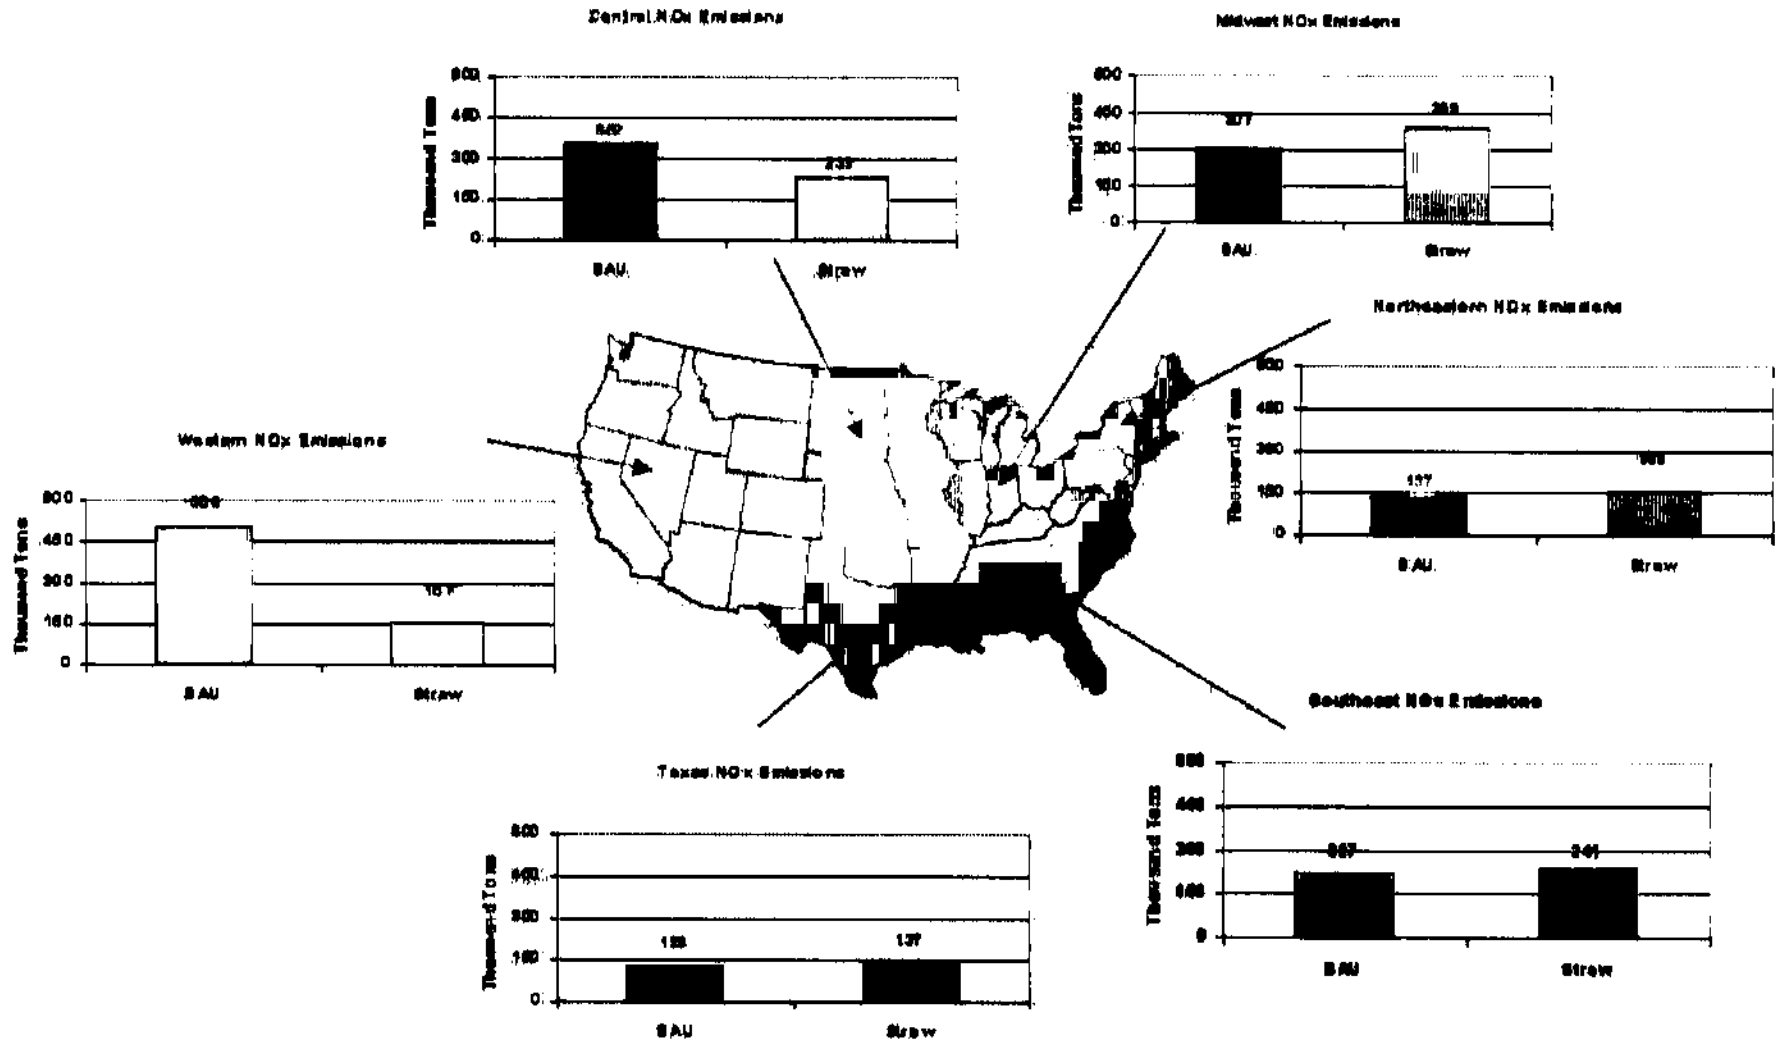 Central NOx Emissions
Thousand Tons
600
450
300
150
0
BAU
Straw
Midwest NOx Emissions
Thousand Tons
600
450
300
150
0
307
BAU
Straw
Northeastern NOx Emissions
Thousand Tons
600
450
300
150
0
BAU
Straw
Western NOx Emissions
Thousand Tons
600
450
300
150
0
BAU
Straw
Southeast NOx Emissions
Thousand Tons
600
450
300
150
0
241
BAU
Straw
Texas NOx Emissions
Thousand Tons
600
450
300
150
0
BAU
Straw